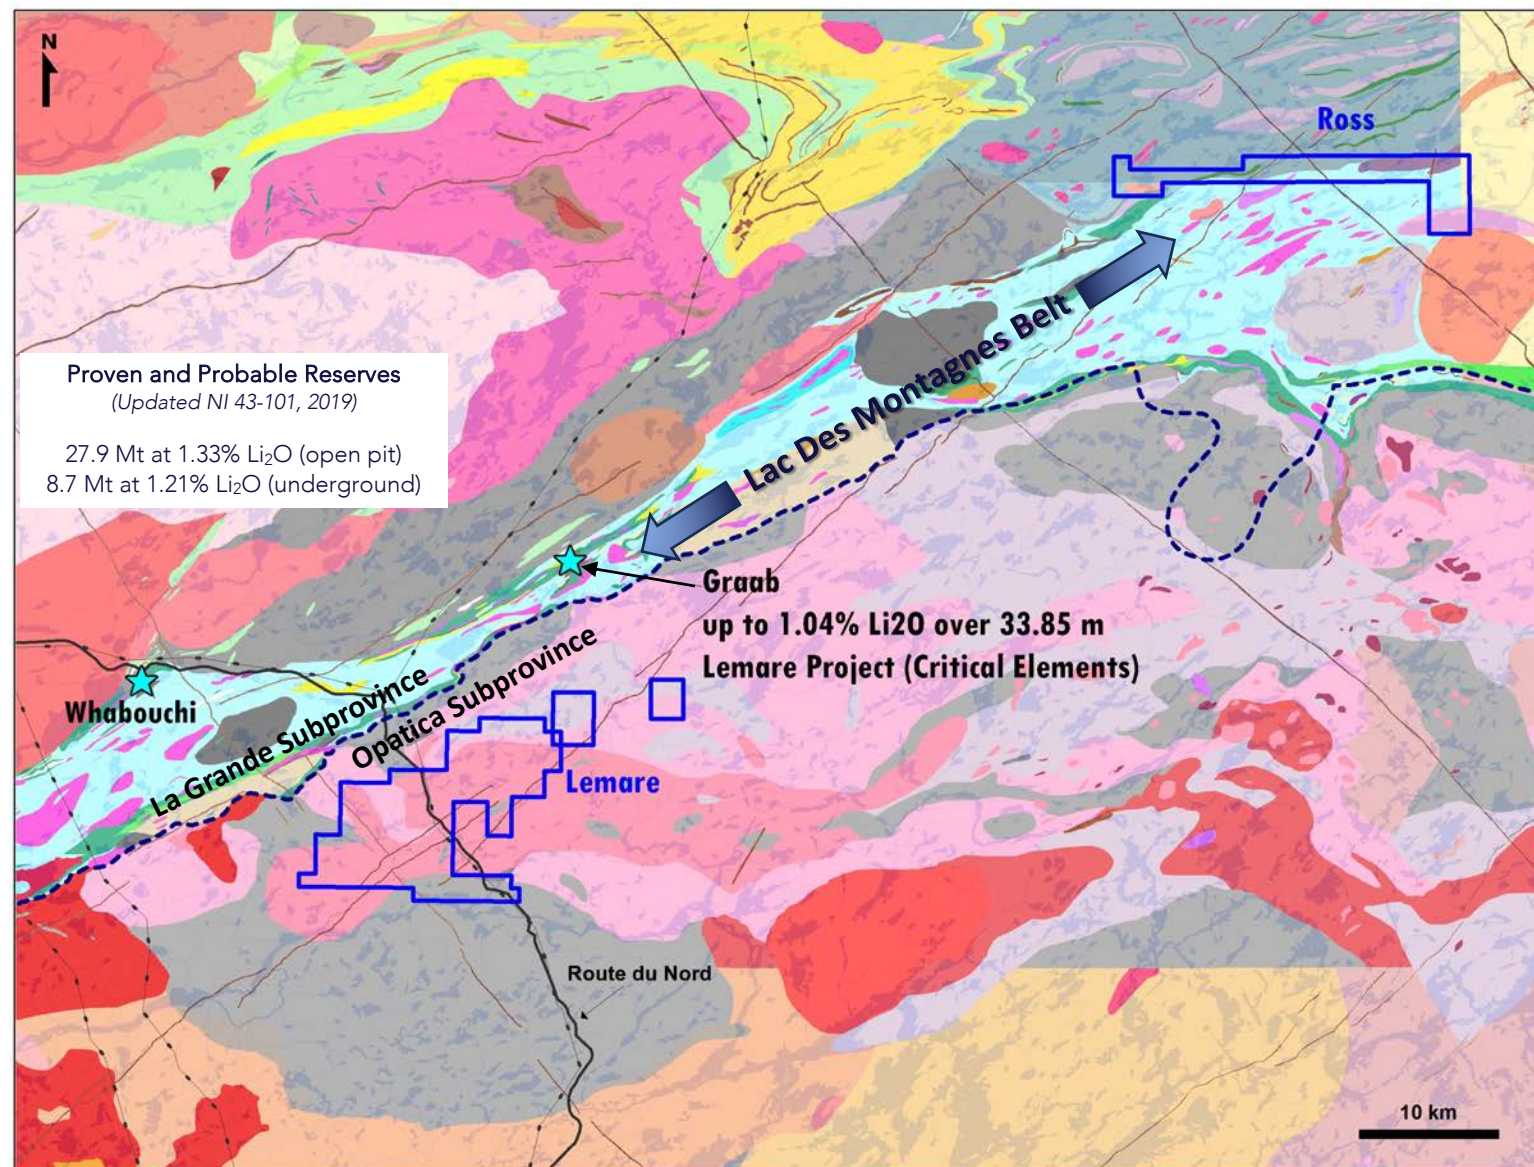 N
Ross
Lac Des Montagnes Belt
Proven and Probable Reserves
(Updated NI 43-101, 2019)
27.9 Mt at 1.33% Li₂O (open pit)
8.7 Mt at 1.21% Li₂O (underground)
Graab
up to 1.04% Li2O over 33.85 m
Lemare Project (Critical Elements)
Whabouchi
La Grande Subprovince
Opatica Subprovince
Lemare
Route du Nord
10 km